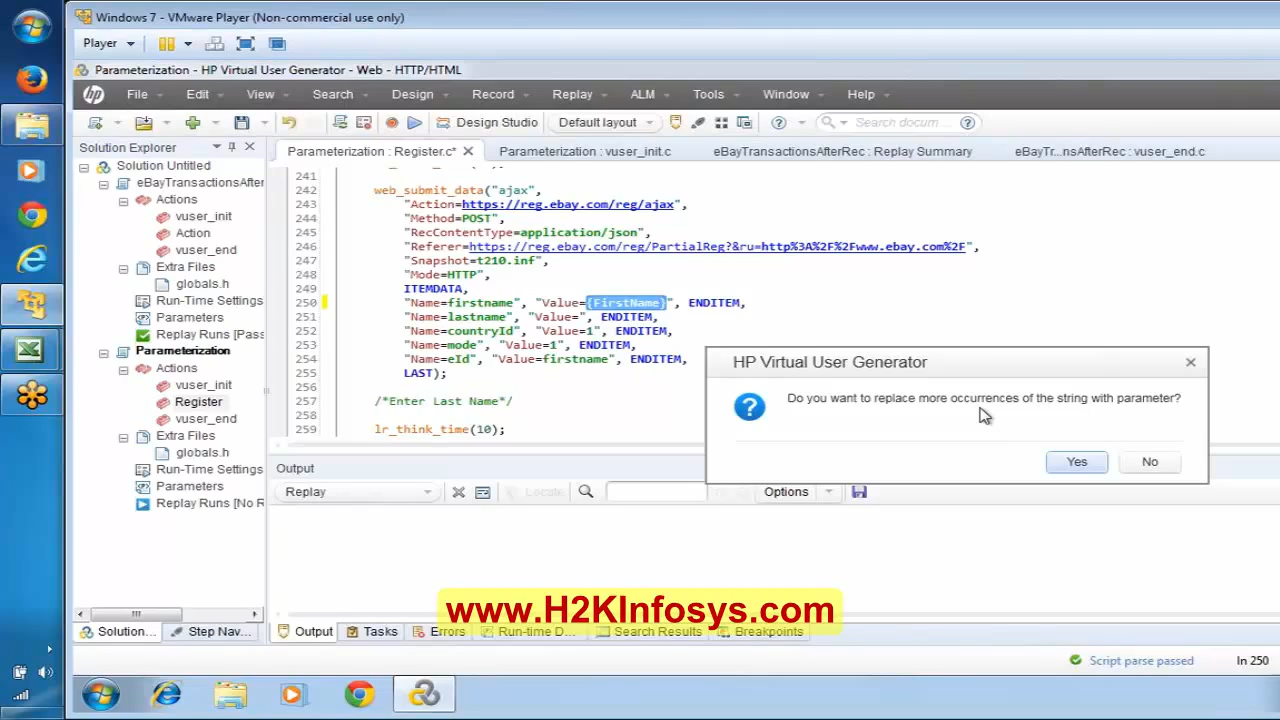 Windows 7 - VMware Player (Non-commercial use only)
Player
Parameterization - HP Virtual User Generator - Web - HTTP/HTML
hp File Edit View Search Design Record Replay ALM Tools Window Help
Design Studio Default layout Search docum...
Solution Explorer
Parameterization : Register.c* Parameterization : vuser_init.c eBayTransactionsAfterRec : Replay Summary eBayTr...nsAfterRec : vuser_end.c
Solution Untitled
eBayTransactionsAfter
Actions
vuser_init
Action
vuser_end
Extra Files
globals.h
Run-Time Settings
Parameters
Replay Runs [Pass
Parameterization
Actions
vuser_init
Register
vuser_end
Extra Files
globals.h
Run-Time Settings
Parameters
Replay Runs [No R
241
242 web_submit_data("ajax",
243 "Action=https://reg.ebay.com/reg/ajax",
244 "Method=POST",
245 "RecContentType=application/json",
246 "Referer=https://reg.ebay.com/reg/PartialReg?&ru=http%3A%2F%2Fwww.ebay.com%2F",
247 "Snapshot=t210.inf",
248 "Mode=HTTP",
249 ITEMDATA,
250 "Name=firstname", "Value={FirstName}", ENDITEM,
251 "Name=lastname", "Value=", ENDITEM,
252 "Name=countryId", "Value=1", ENDITEM,
253 "Name=mode", "Value=1", ENDITEM,
254 "Name=eId", "Value=firstname", ENDITEM,
255 LAST);
256
257 /*Enter Last Name*/
258
259 lr_think_time(10);
HP Virtual User Generator
Do you want to replace more occurrences of the string with parameter?
Yes No
Output
Replay Locate Options
www.H2KInfosys.com
Solution... Step Nav... Output Tasks Errors Run-time D... Search Results Breakpoints
Script parse passed ln 250